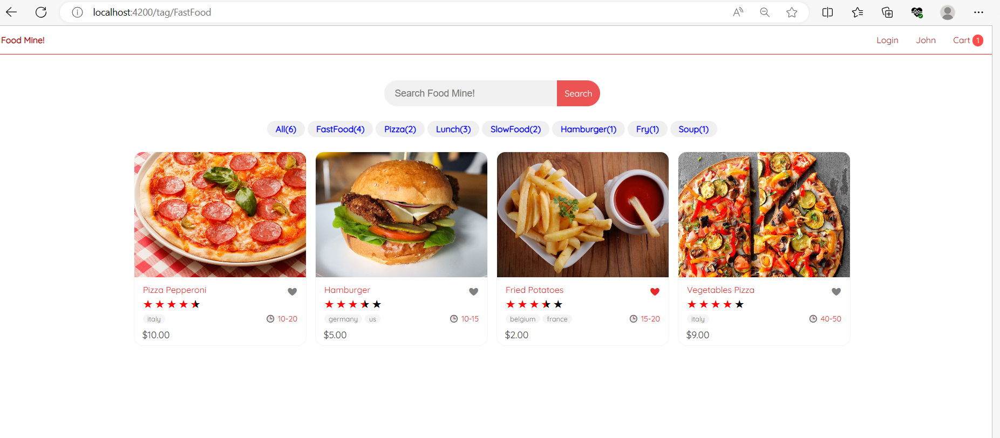 localhost:4200/tag/FastFood
Food Mine!
Login John Cart 1
Search Food Mine! Search
All(6) FastFood(4) Pizza(2) Lunch(3) SlowFood(2) Hamburger(1) Fry(1) Soup(1)
Pizza Pepperoni
italy 10-20
$10.00
Hamburger
germany us 10-15
$5.00
Fried Potatoes
belgium france 15-20
$2.00
Vegetables Pizza
italy 40-50
$9.00